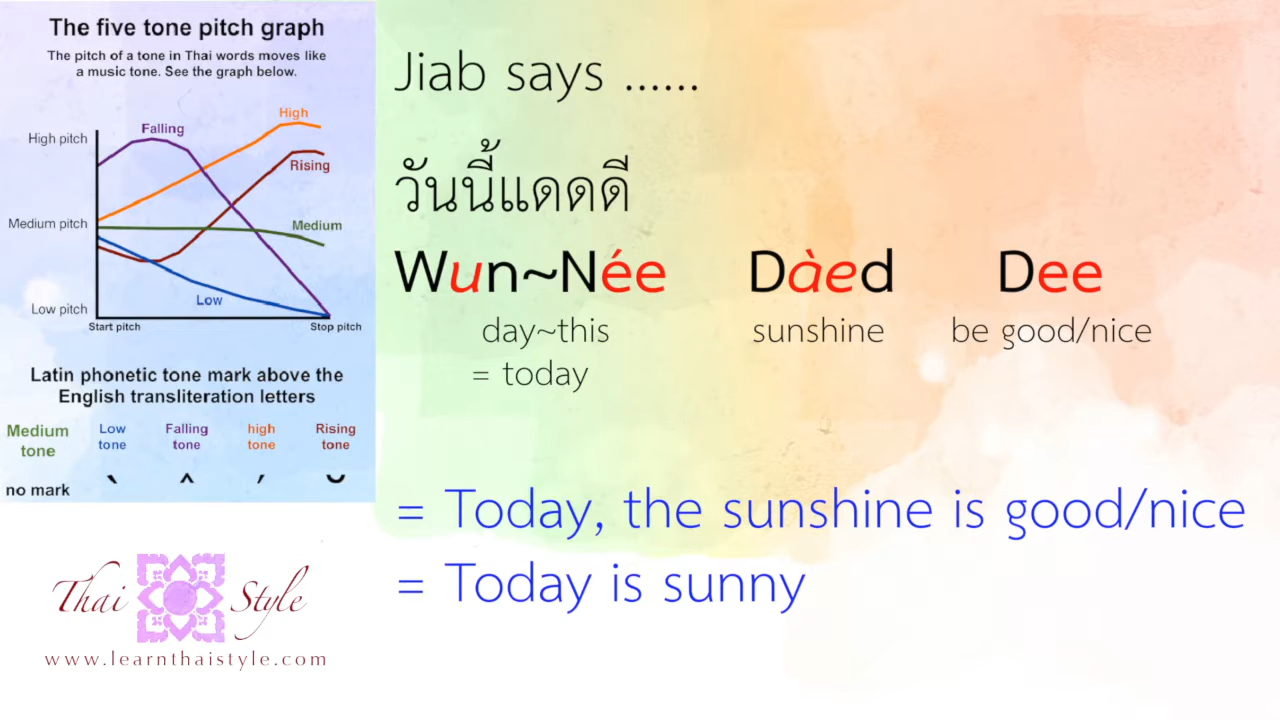 The five tone pitch graph
The pitch of a tone in Thai words moves like
a music tone. See the graph below.
High
Falling
High pitch
Rising
Medium pitch
Medium
Low
Low pitch
Start pitch
Stop pitch
Latin phonetic tone mark above the
English transliteration letters
Medium tone
Low tone
Falling tone
high tone
Rising tone
no mark
ˋ
^
ˊ
˘
Thai Style
www.learnthaistyle.com
Jiab says ......
วันนี้แดดดี
Wun~Née Dàed Dee
day~this sunshine be good/nice
= today
= Today, the sunshine is good/nice
= Today is sunny